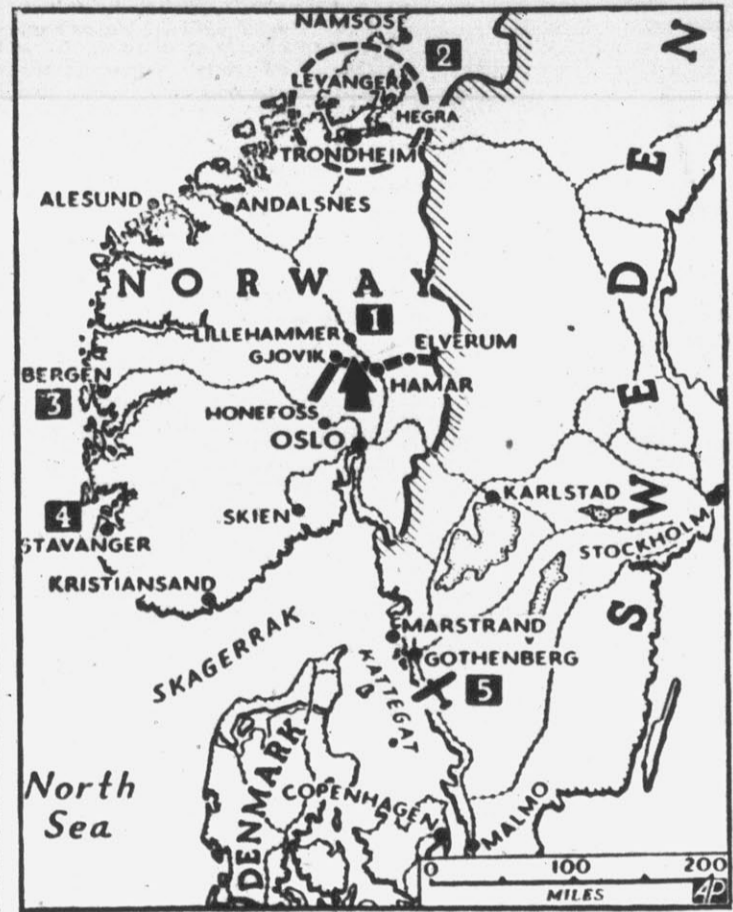 NAMSOSE
2
LEVANGER
HEGRA
TRONDHEIM
ALESUND
ANDALSNES
NORWAY
1
LILLEHAMMER
ELVERUM
GJOVIK
HAMAR
BERGEN
3
HONEFOSS
OSLO
4
STAVANGER
SKIEN
KRISTIANSAND
KARLSTAD
STOCKHOLM
SWEDEN
MARSTRAND
GOTHENBERG
5
SKAGERRAK
KATTEGAT
North
Sea
DENMARK
COPENHAGEN
MALMO
0 100 200
MILES
AP